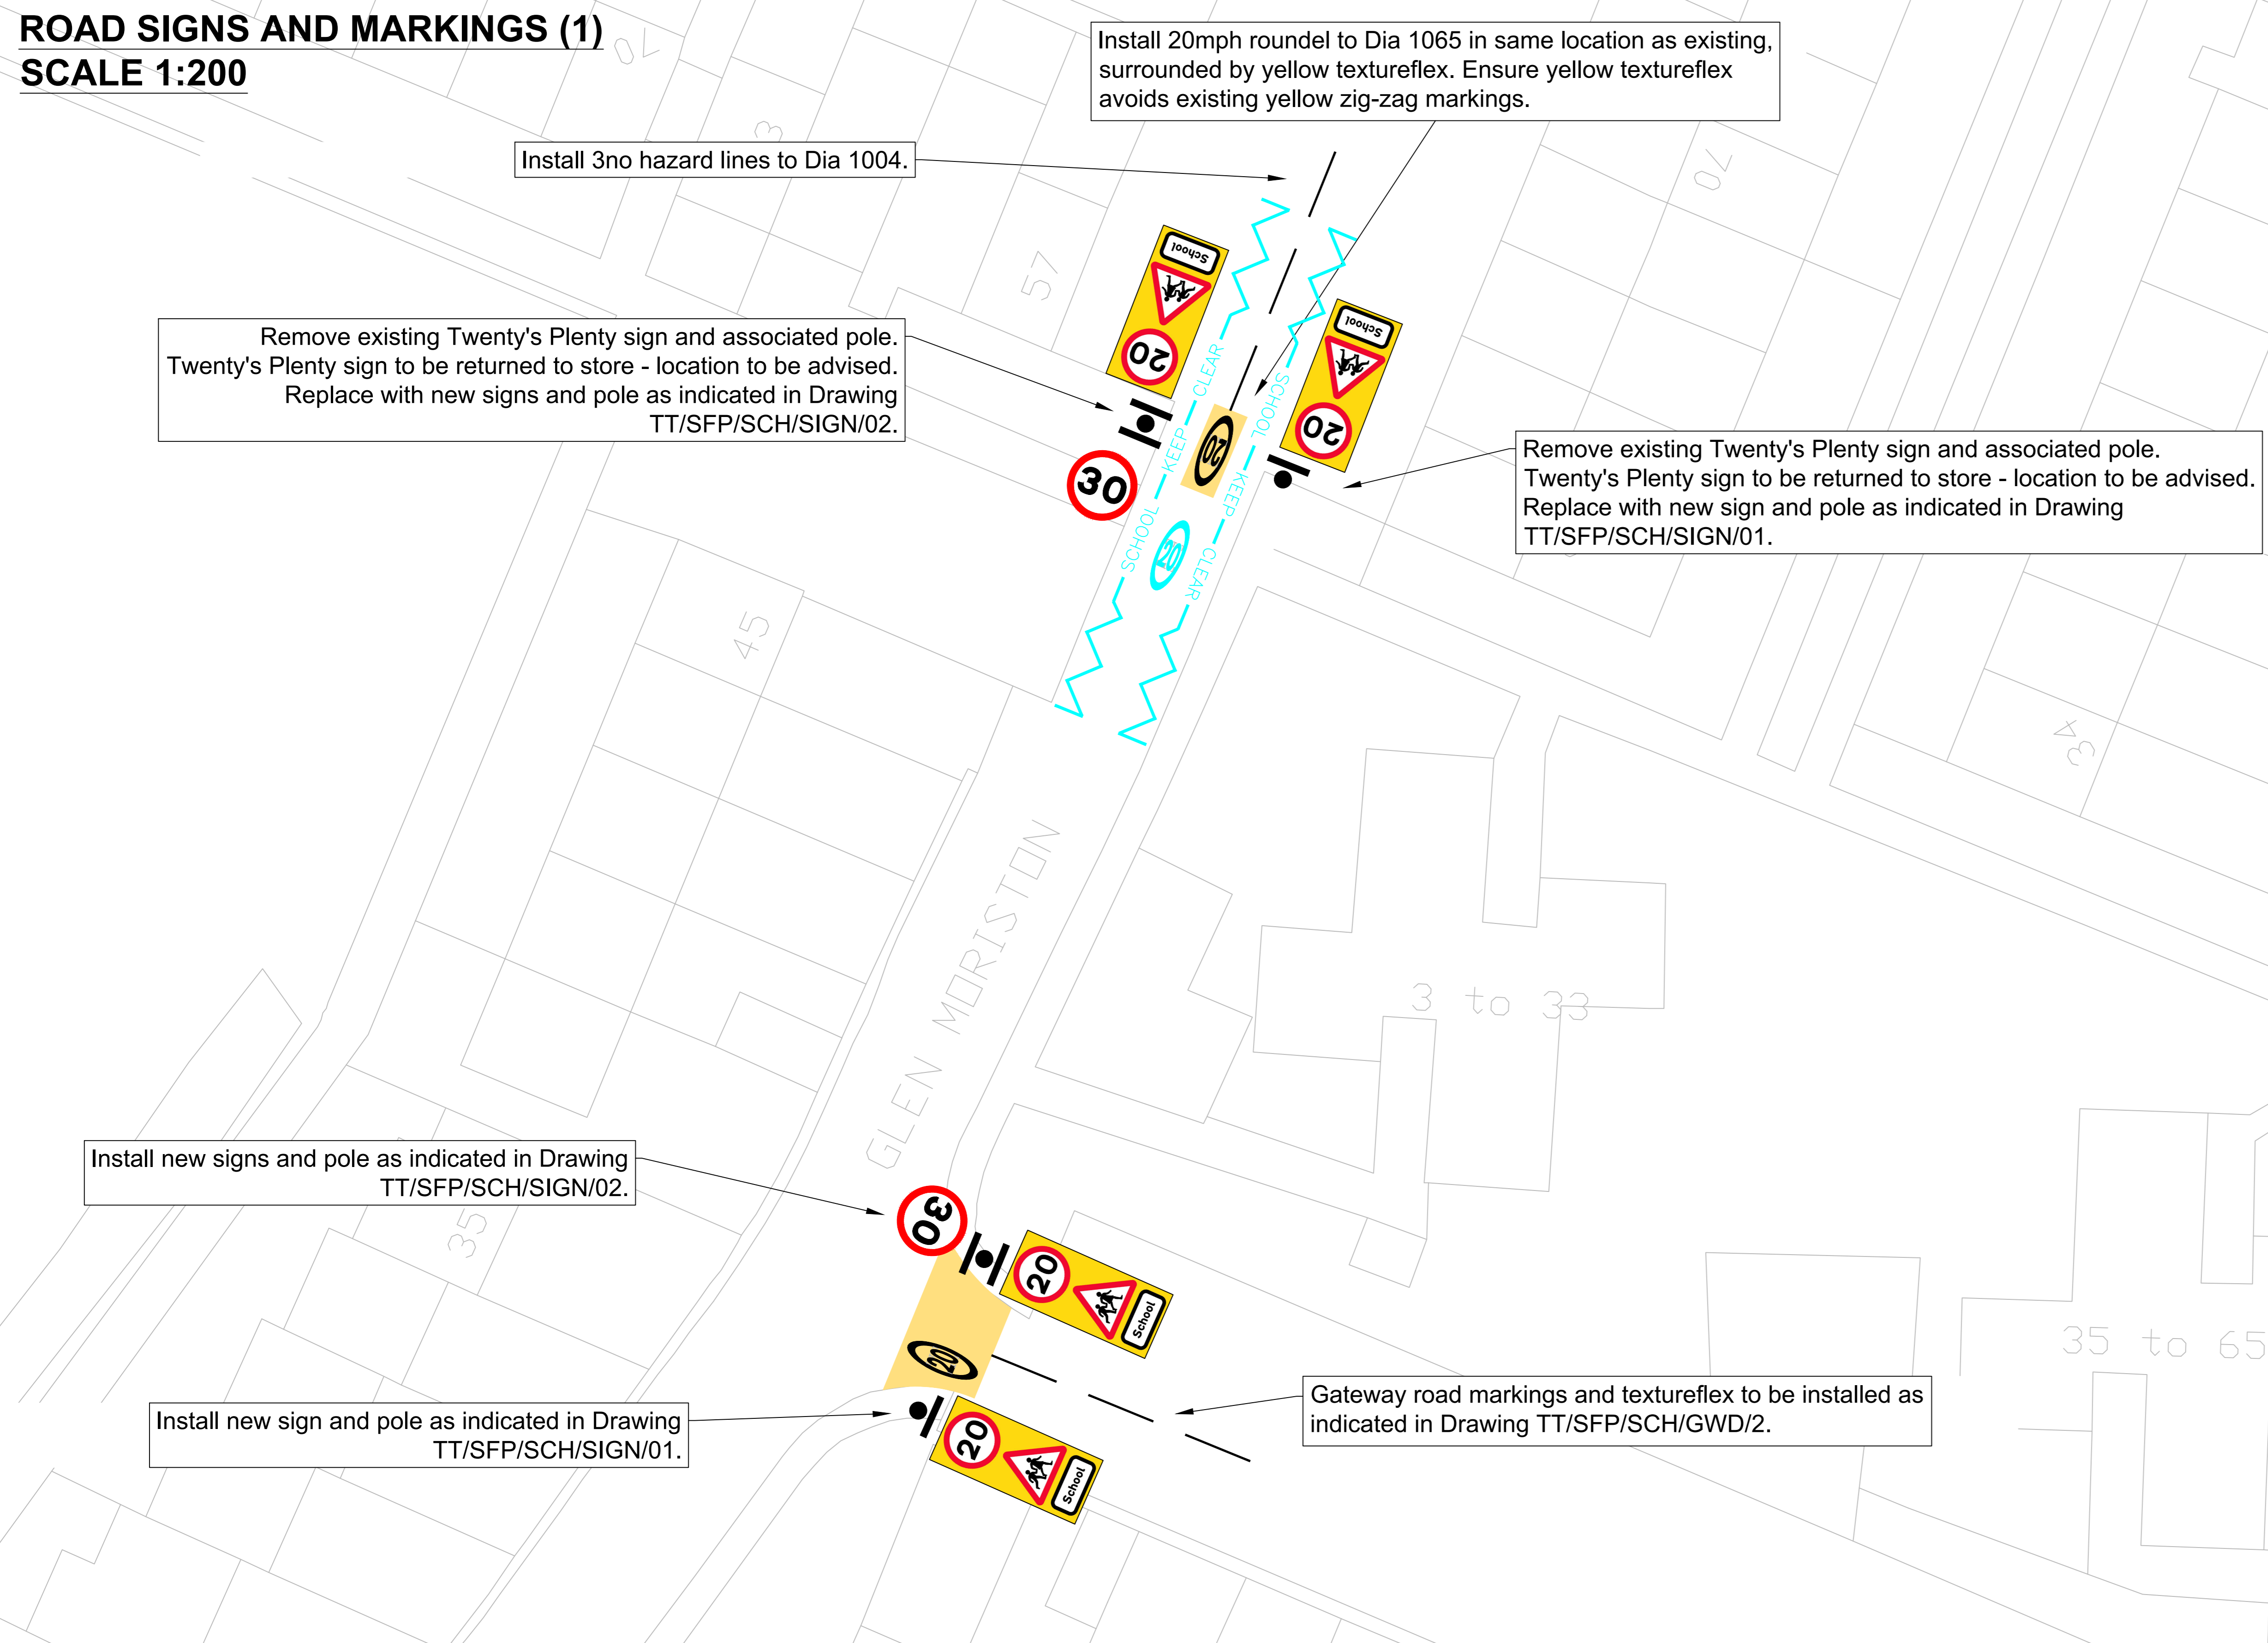 ROAD SIGNS AND MARKINGS (1)
SCALE 1:200
Install 20mph roundel to Dia 1065 in same location as existing,
surrounded by yellow textureflex. Ensure yellow textureflex
avoids existing yellow zig-zag markings.
Install 3no hazard lines to Dia 1004.
70
3
70
57
School
20
School
20
Remove existing Twenty's Plenty sign and associated pole.
Twenty's Plenty sign to be returned to store - location to be advised.
Replace with new signs and pole as indicated in Drawing
TT/SFP/SCH/SIGN/02.
SCHOOL KEEP CLEAR
SCHOOL KEEP CLEAR
20
30
20
Remove existing Twenty's Plenty sign and associated pole.
Twenty's Plenty sign to be returned to store - location to be advised.
Replace with new sign and pole as indicated in Drawing
TT/SFP/SCH/SIGN/01.
45
34
GLEN MORISTON
3 to 33
Install new signs and pole as indicated in Drawing
TT/SFP/SCH/SIGN/02.
35
30
20
School
20
35 to 65
Install new sign and pole as indicated in Drawing
TT/SFP/SCH/SIGN/01.
20
School
Gateway road markings and textureflex to be installed as
indicated in Drawing TT/SFP/SCH/GWD/2.